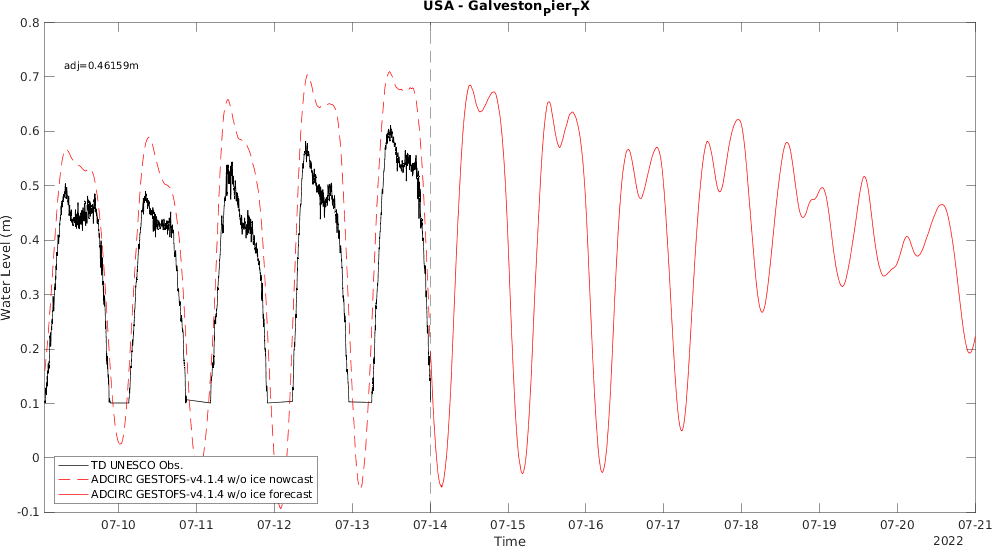 USA - GalvestonPierTX
adj=0.46159m
0.8
0.7
0.6
0.5
0.4
0.3
0.2
0.1
0
-0.1
Water Level (m)
TD UNESCO Obs.
ADCIRC GESTOFS-v4.1.4 w/o ice nowcast
ADCIRC GESTOFS-v4.1.4 w/o ice forecast
07-10 07-11 07-12 07-13 07-14 07-15 07-16 07-17 07-18 07-19 07-20 07-21
Time
2022